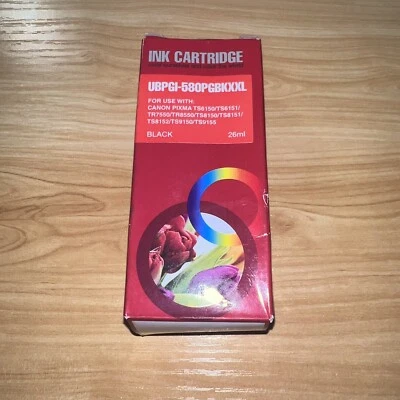 INK CARTRIDGE
UBPGI-580PGBKXXL
FOR USE WITH:
CANON PIXMA TS6150/TS6151/
TR7550/TR8550/TS8150/TS8151/
TS8152/TS9150/TS9155
BLACK 26ml